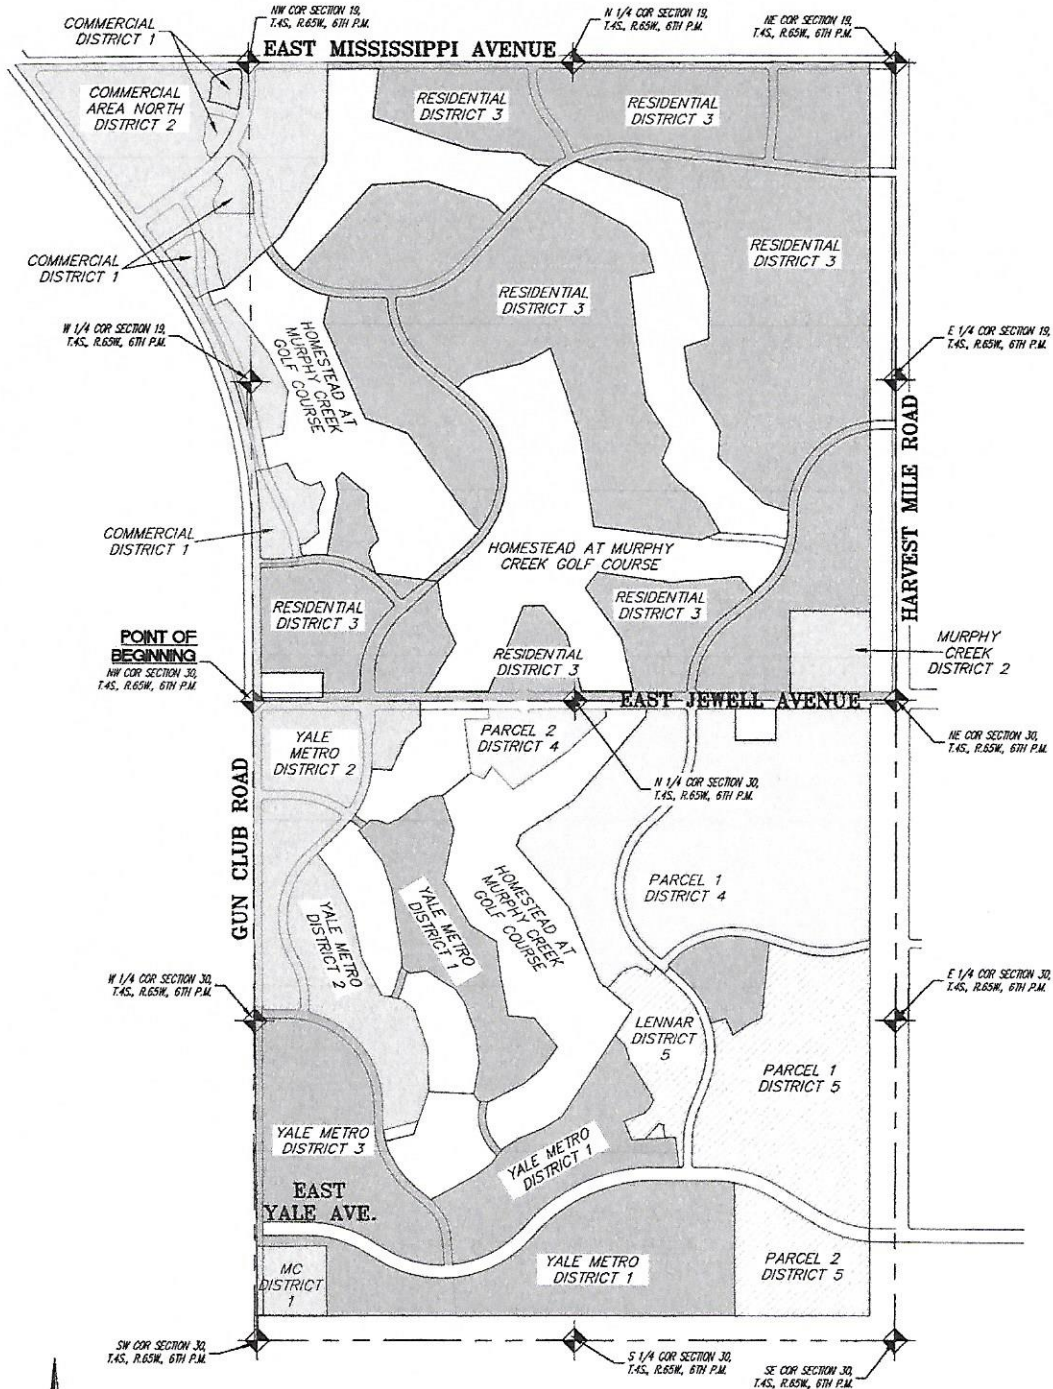 COMMERCIAL
DISTRICT 1
NW COR SECTION 19,
T.4S., R.65W., 6TH P.M.
N 1/4 COR SECTION 19,
T.4S., R.65W., 6TH P.M.
NE COR SECTION 19,
T.4S., R.65W., 6TH P.M.
EAST MISSISSIPPI AVENUE
COMMERCIAL
AREA NORTH
DISTRICT 2
RESIDENTIAL
DISTRICT 3
RESIDENTIAL
DISTRICT 3
COMMERCIAL
DISTRICT 1
RESIDENTIAL
DISTRICT 3
RESIDENTIAL
DISTRICT 3
W 1/4 COR SECTION 19,
T.4S., R.65W., 6TH P.M.
HOMESTEAD AT
MURPHY CREEK
GOLF COURSE
E 1/4 COR SECTION 19,
T.4S., R.65W., 6TH P.M.
HARVEST MILE ROAD
COMMERCIAL
DISTRICT 1
HOMESTEAD AT MURPHY
CREEK GOLF COURSE
RESIDENTIAL
DISTRICT 3
RESIDENTIAL
DISTRICT 3
POINT OF
BEGINNING
NW COR SECTION 30,
T.4S., R.65W., 6TH P.M.
RESIDENTIAL
DISTRICT 3
MURPHY
CREEK
DISTRICT 2
EAST JEWELL AVENUE
YALE
METRO
DISTRICT 2
PARCEL 2
DISTRICT 4
NE COR SECTION 30,
T.4S., R.65W., 6TH P.M.
N 1/4 COR SECTION 30,
T.4S., R.65W., 6TH P.M.
GUN CLUB ROAD
HOMESTEAD AT
MURPHY CREEK
GOLF COURSE
PARCEL 1
DISTRICT 4
YALE METRO
DISTRICT 1
YALE METRO
DISTRICT 2
W 1/4 COR SECTION 30,
T.4S., R.65W., 6TH P.M.
E 1/4 COR SECTION 30,
T.4S., R.65W., 6TH P.M.
LENNAR
DISTRICT
5
PARCEL 1
DISTRICT 5
YALE METRO
DISTRICT 3
YALE METRO
DISTRICT 1
EAST
YALE AVE.
MC
DISTRICT
1
YALE METRO
DISTRICT 1
PARCEL 2
DISTRICT 5
SW COR SECTION 30,
T.4S., R.65W., 6TH P.M.
S 1/4 COR SECTION 30,
T.4S., R.65W., 6TH P.M.
SE COR SECTION 30,
T.4S., R.65W., 6TH P.M.